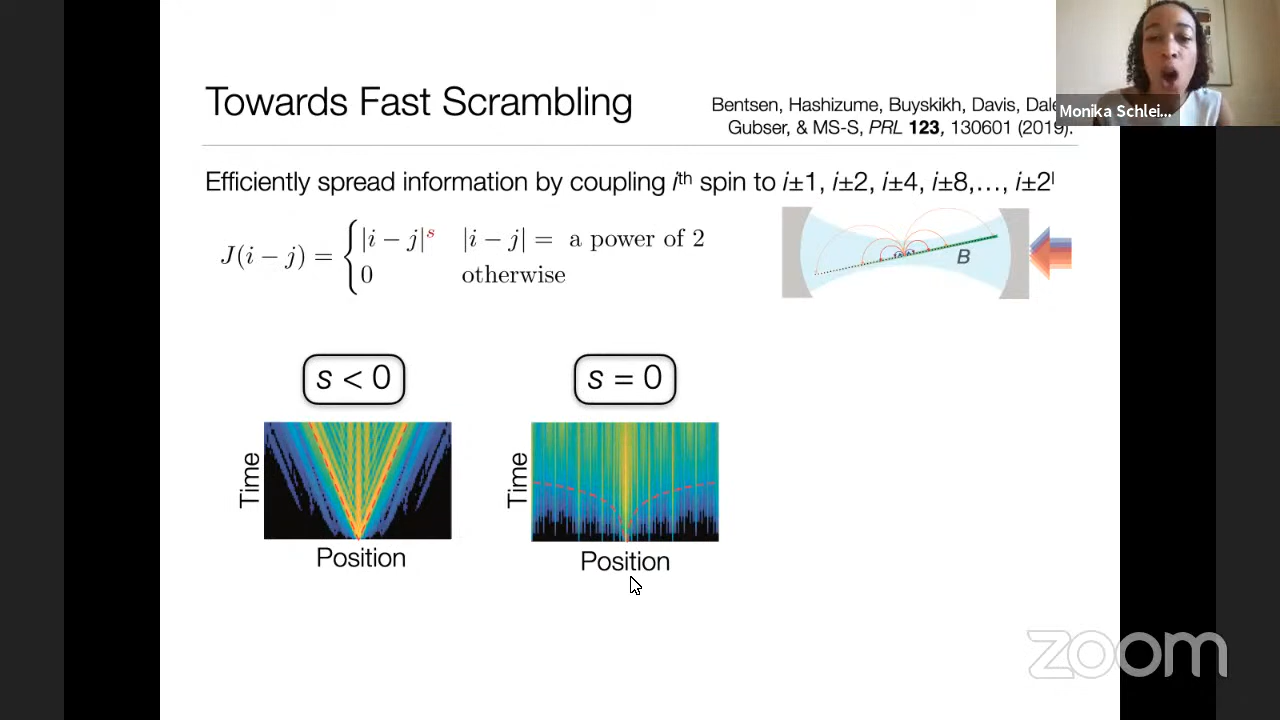 Towards Fast Scrambling
Bentsen, Hashizume, Buyskikh, Davis, Dale
Gubser, & MS-S, PRL 123, 130601 (2019).
Monika Schlei...
Efficiently spread information by coupling iᵗʰ spin to i±1, i±2, i±4, i±8,…, i±2ˡ
J(i − j) = { |i − j|ˢ |i − j| = a power of 2
0 otherwise
B
s < 0
s = 0
Time
Position
Time
Position
zoom